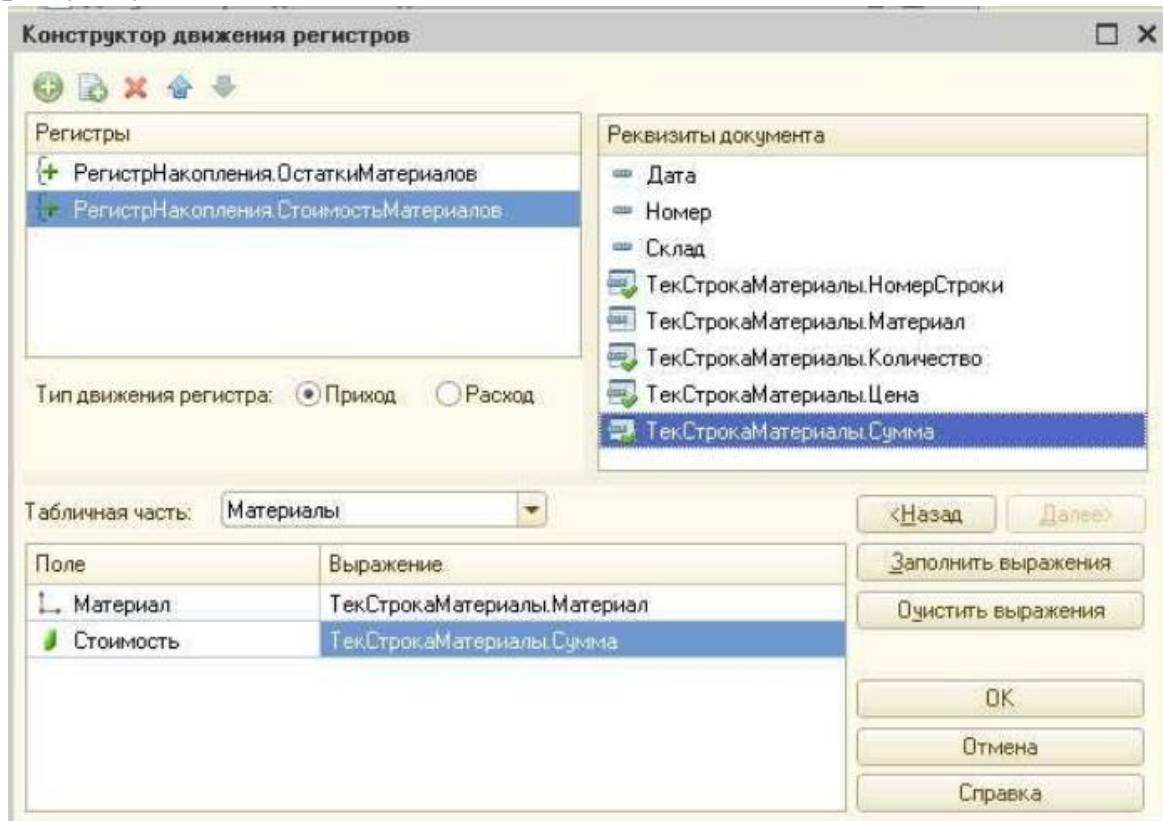 Конструктор движения регистров
Регистры
РегистрНакопления.ОстаткиМатериалов
РегистрНакопления.СтоимостьМатериалов
Тип движения регистра: Приход Расход
Реквизиты документа
Дата
Номер
Склад
ТекСтрокаМатериалы.НомерСтроки
ТекСтрокаМатериалы.Материал
ТекСтрокаМатериалы.Количество
ТекСтрокаМатериалы.Цена
ТекСтрокаМатериалы.Сумма
Табличная часть: Материалы
<Назад Далее>
Поле Выражение
Материал ТекСтрокаМатериалы.Материал
Стоимость ТекСтрокаМатериалы.Сумма
Заполнить выражения
Очистить выражения
ОК
Отмена
Справка